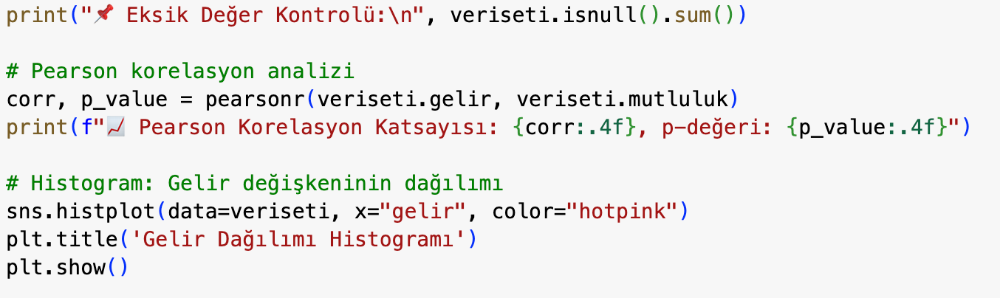 print("📌 Eksik Değer Kontrolü:\n", veriseti.isnull().sum())
# Pearson korelasyon analizi
corr, p_value = pearsonr(veriseti.gelir, veriseti.mutluluk)
print(f"📈 Pearson Korelasyon Katsayısı: {corr:.4f}, p-değeri: {p_value:.4f}")
# Histogram: Gelir değişkeninin dağılımı
sns.histplot(data=veriseti, x="gelir", color="hotpink")
plt.title('Gelir Dağılımı Histogramı')
plt.show()